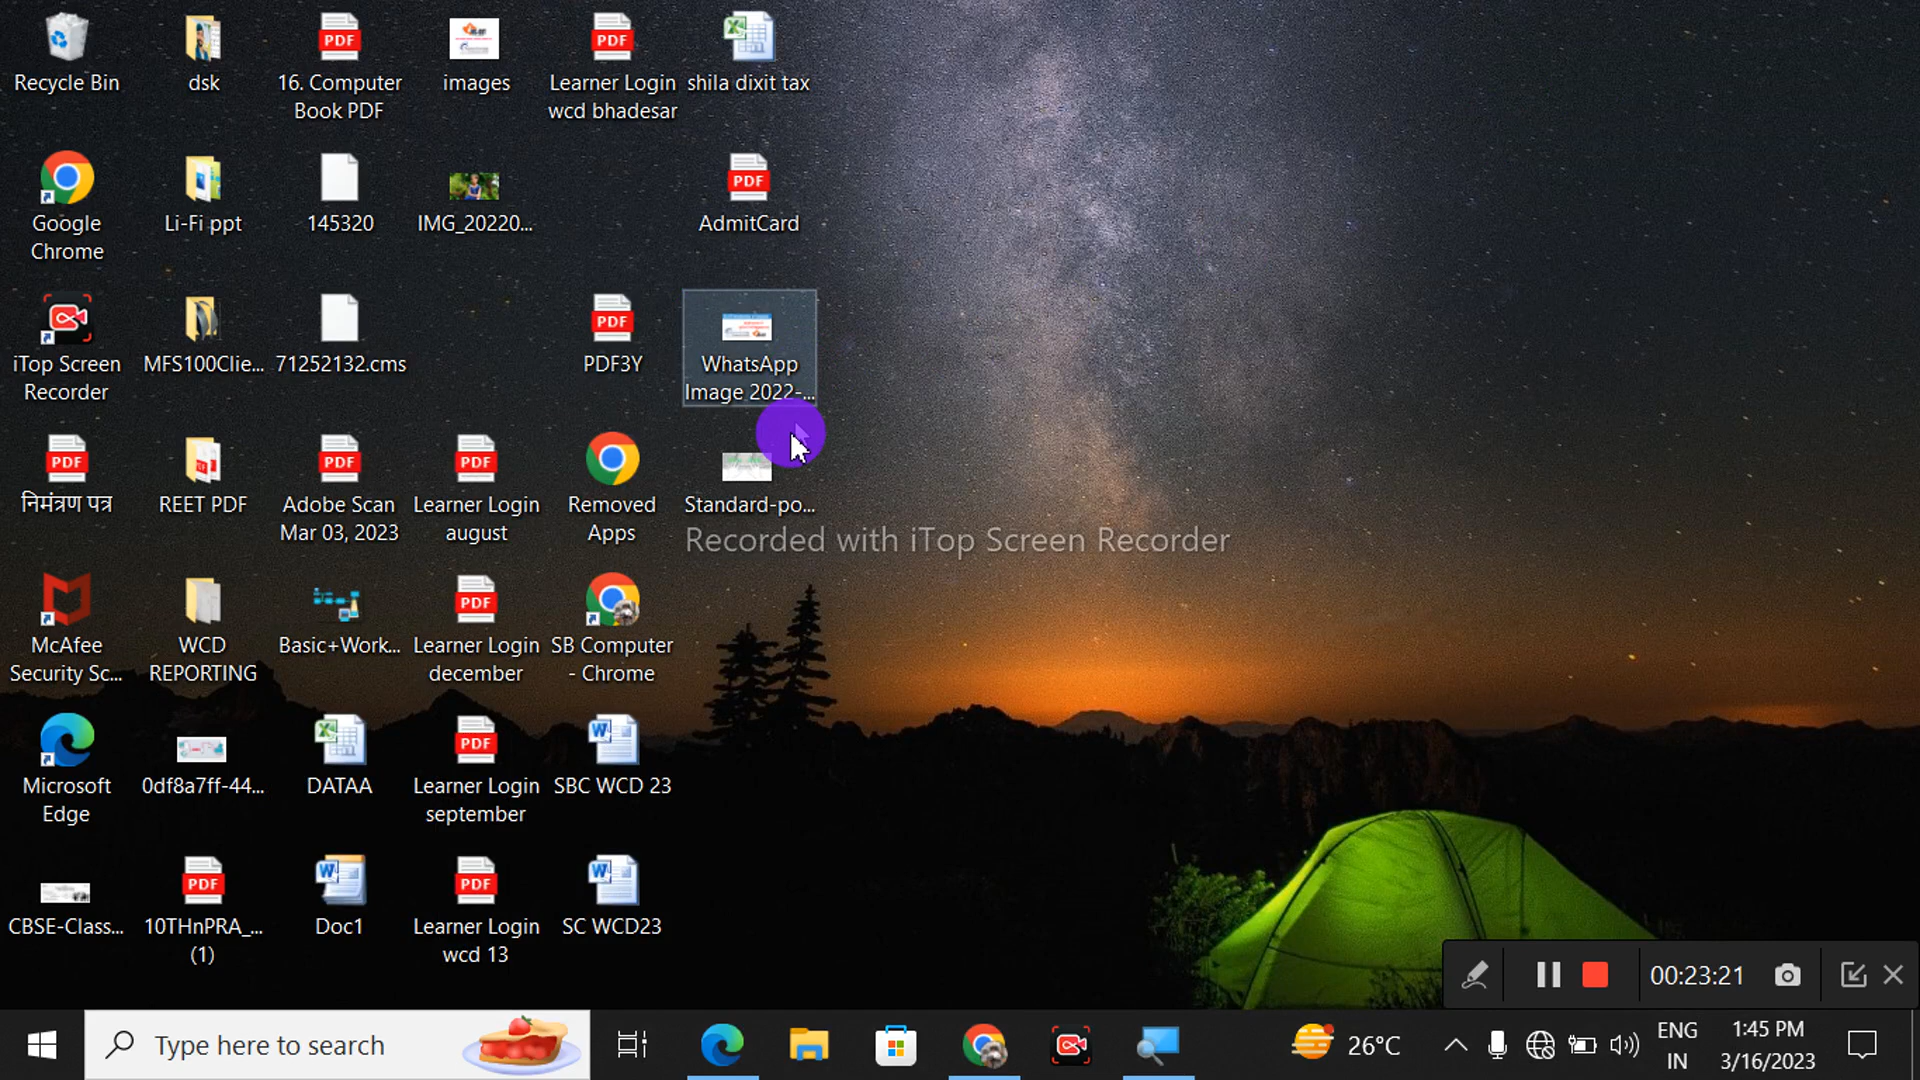 Recycle Bin
dsk
16. Computer
Book PDF
images
Learner Login
wcd bhadesar
shila dixit tax
Google
Chrome
Li-Fi ppt
145320
IMG_20220...
AdmitCard
iTop Screen
Recorder
MFS100Clie...
71252132.cms
PDF3Y
WhatsApp
Image 2022-...
निमंत्रण पत्र
REET PDF
Adobe Scan
Mar 03, 2023
Learner Login
august
Removed
Apps
Standard-po...
Recorded with iTop Screen Recorder
McAfee
Security Sc...
WCD
REPORTING
Basic+Work...
Learner Login
december
SB Computer
- Chrome
Microsoft
Edge
0df8a7ff-44...
DATAA
Learner Login
september
SBC WCD 23
CBSE-Class...
10THnPRA_...
(1)
Doc1
Learner Login
wcd 13
SC WCD23
00:23:21
Type here to search
26°C
ENG
IN
1:45 PM
3/16/2023